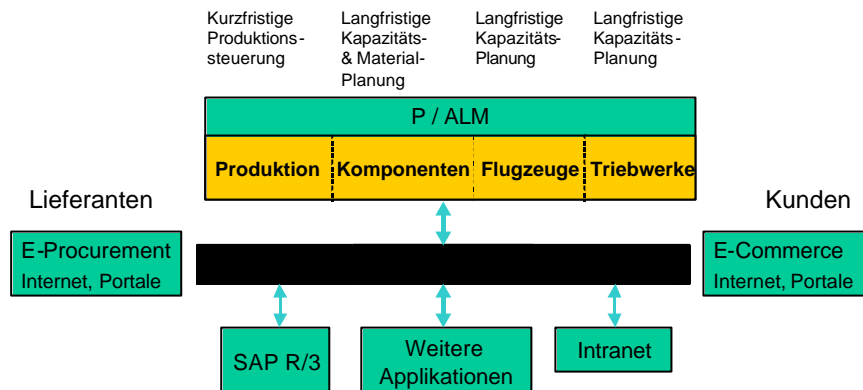 Kurzfristige
Produktions-
steuerung
Langfristige
Kapazitäts-
& Material-
Planung
Langfristige
Kapazitäts-
Planung
Langfristige
Kapazitäts-
Planung
P / ALM
Produktion
Komponenten
Flugzeuge
Triebwerke
Lieferanten
Kunden
E-Procurement
Internet, Portale
E-Commerce
Internet, Portale
SAP R/3
Weitere
Applikationen
Intranet